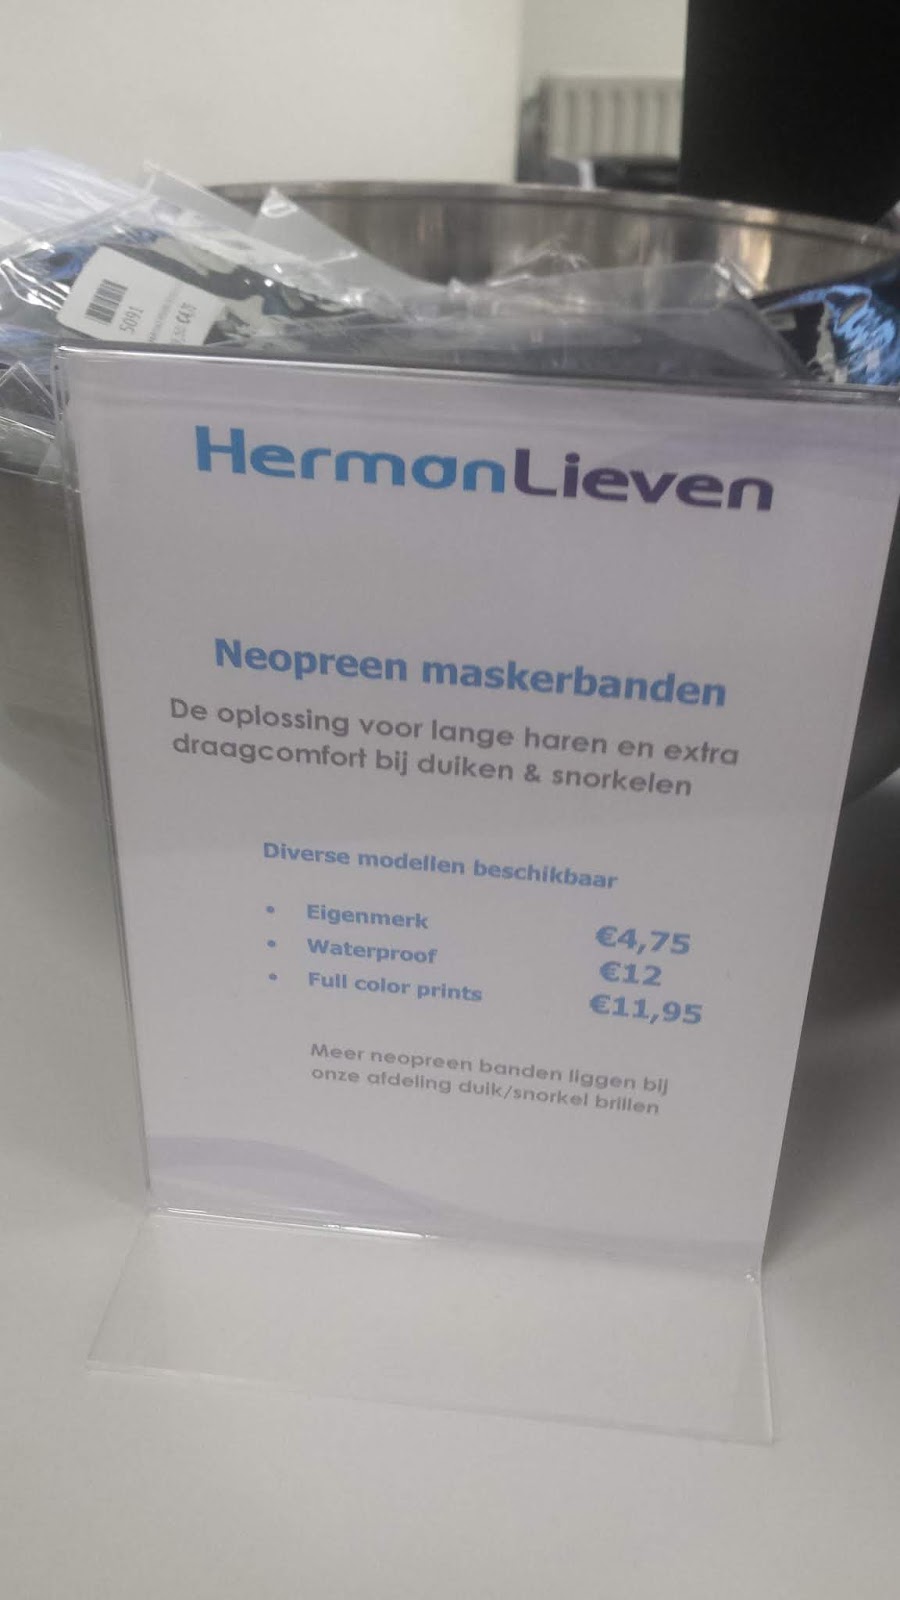 5091
HermanLieven
Neopreen maskerbanden
De oplossing voor lange haren en extra
draagcomfort bij duiken & snorkelen
Diverse modellen beschikbaar
• Eigenmerk €4,75
• Waterproof €12
• Full color prints €11,95
Meer neopreen banden liggen bij
onze afdeling duik/snorkel brillen